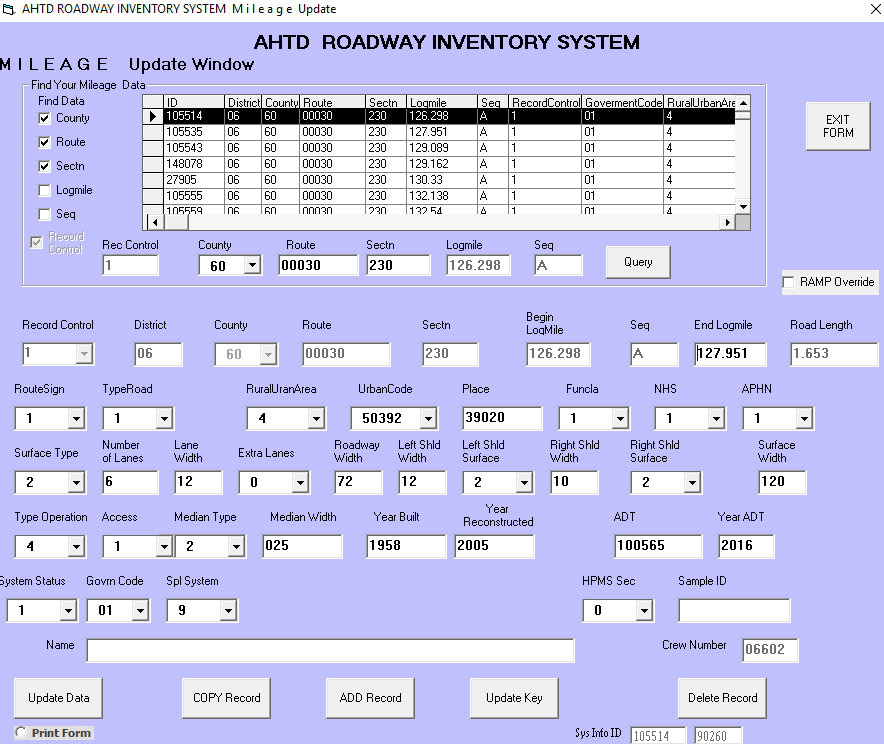 AHTD ROADWAY INVENTORY SYSTEM M i l e a g e Update
AHTD ROADWAY INVENTORY SYSTEM
M I L E A G E Update Window
Find Your Mileage Data
Find Data
County
Route
Sectn
Logmile
Seq
Record Control
ID District County Route Sectn Logmile Seq RecordControl GovermentCode RuralUrbanAre
105514 06 60 00030 230 126.298 A 1 01 4
105535 06 60 00030 230 127.951 A 1 01 4
105543 06 60 00030 230 129.089 A 1 01 4
148078 06 60 00030 230 129.162 A 1 01 4
27905 06 60 00030 230 130.33 A 1 01 4
105555 06 60 00030 230 132.138 A 1 01 4
105559 06 60 00030 230 132.54 A 1 01 4
EXIT FORM
Rec Control County Route Sectn Logmile Seq
1 60 00030 230 126.298 A Query
RAMP Override
Record Control District County Route Sectn Begin LogMile Seq End Logmile Road Length
1 06 60 00030 230 126.298 A 127.951 1.653
RouteSign TypeRoad RuralUranArea UrbanCode Place Funcla NHS APHN
1 1 4 50392 39020 1 1 1
Surface Type Number of Lanes Lane Width Extra Lanes Roadway Width Left Shld Width Left Shld Surface Right Shld Width Right Shld Surface Surface Width
2 6 12 0 72 12 2 10 2 120
Type Operation Access Median Type Median Width Year Built Year Reconstructed ADT Year ADT
4 1 2 025 1958 2005 100565 2016
System Status Govrn Code Spl System HPMS Sec Sample ID
1 01 9 0
Name Crew Number 06602
Update Data COPY Record ADD Record Update Key Delete Record
Print Form Sys Info ID 105514 90260